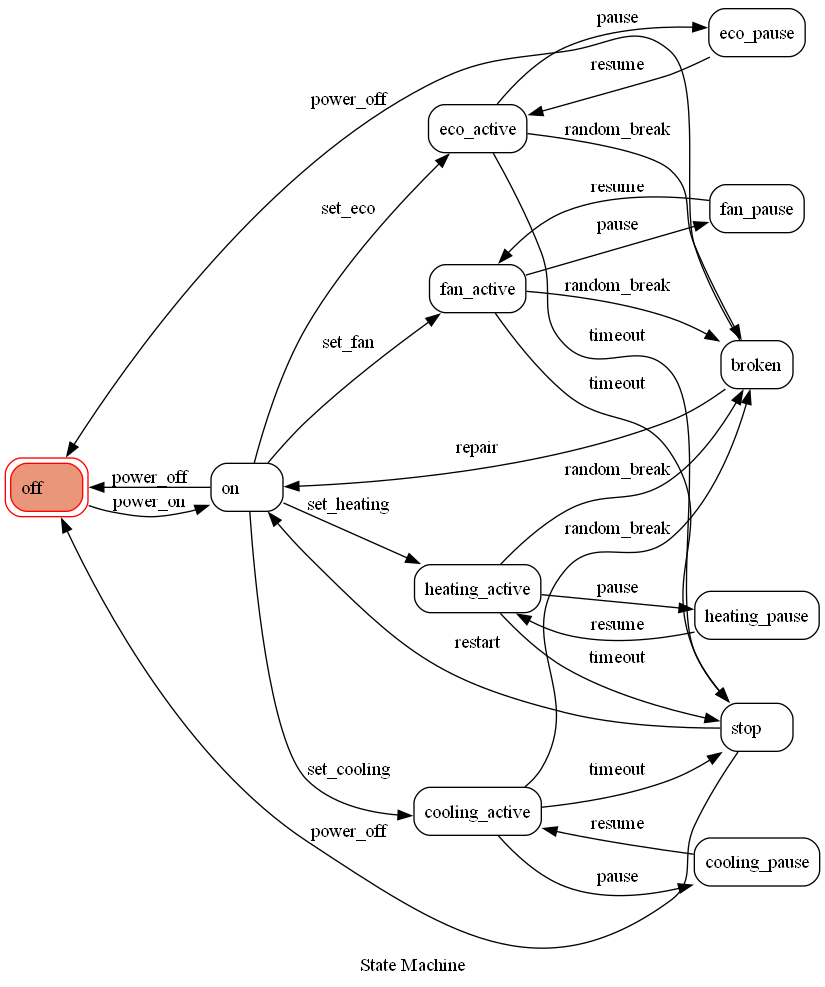 pause
eco_pause
resume
power_off
eco_active
random_break
resume
set_eco
fan_pause
pause
fan_active
random_break
timeout
set_fan
broken
timeout
repair
random_break
power_off
off
on
power_on
set_heating
random_break
heating_active
pause
heating_pause
resume
restart
timeout
stop
set_cooling
timeout
cooling_active
resume
power_off
cooling_pause
pause
State Machine